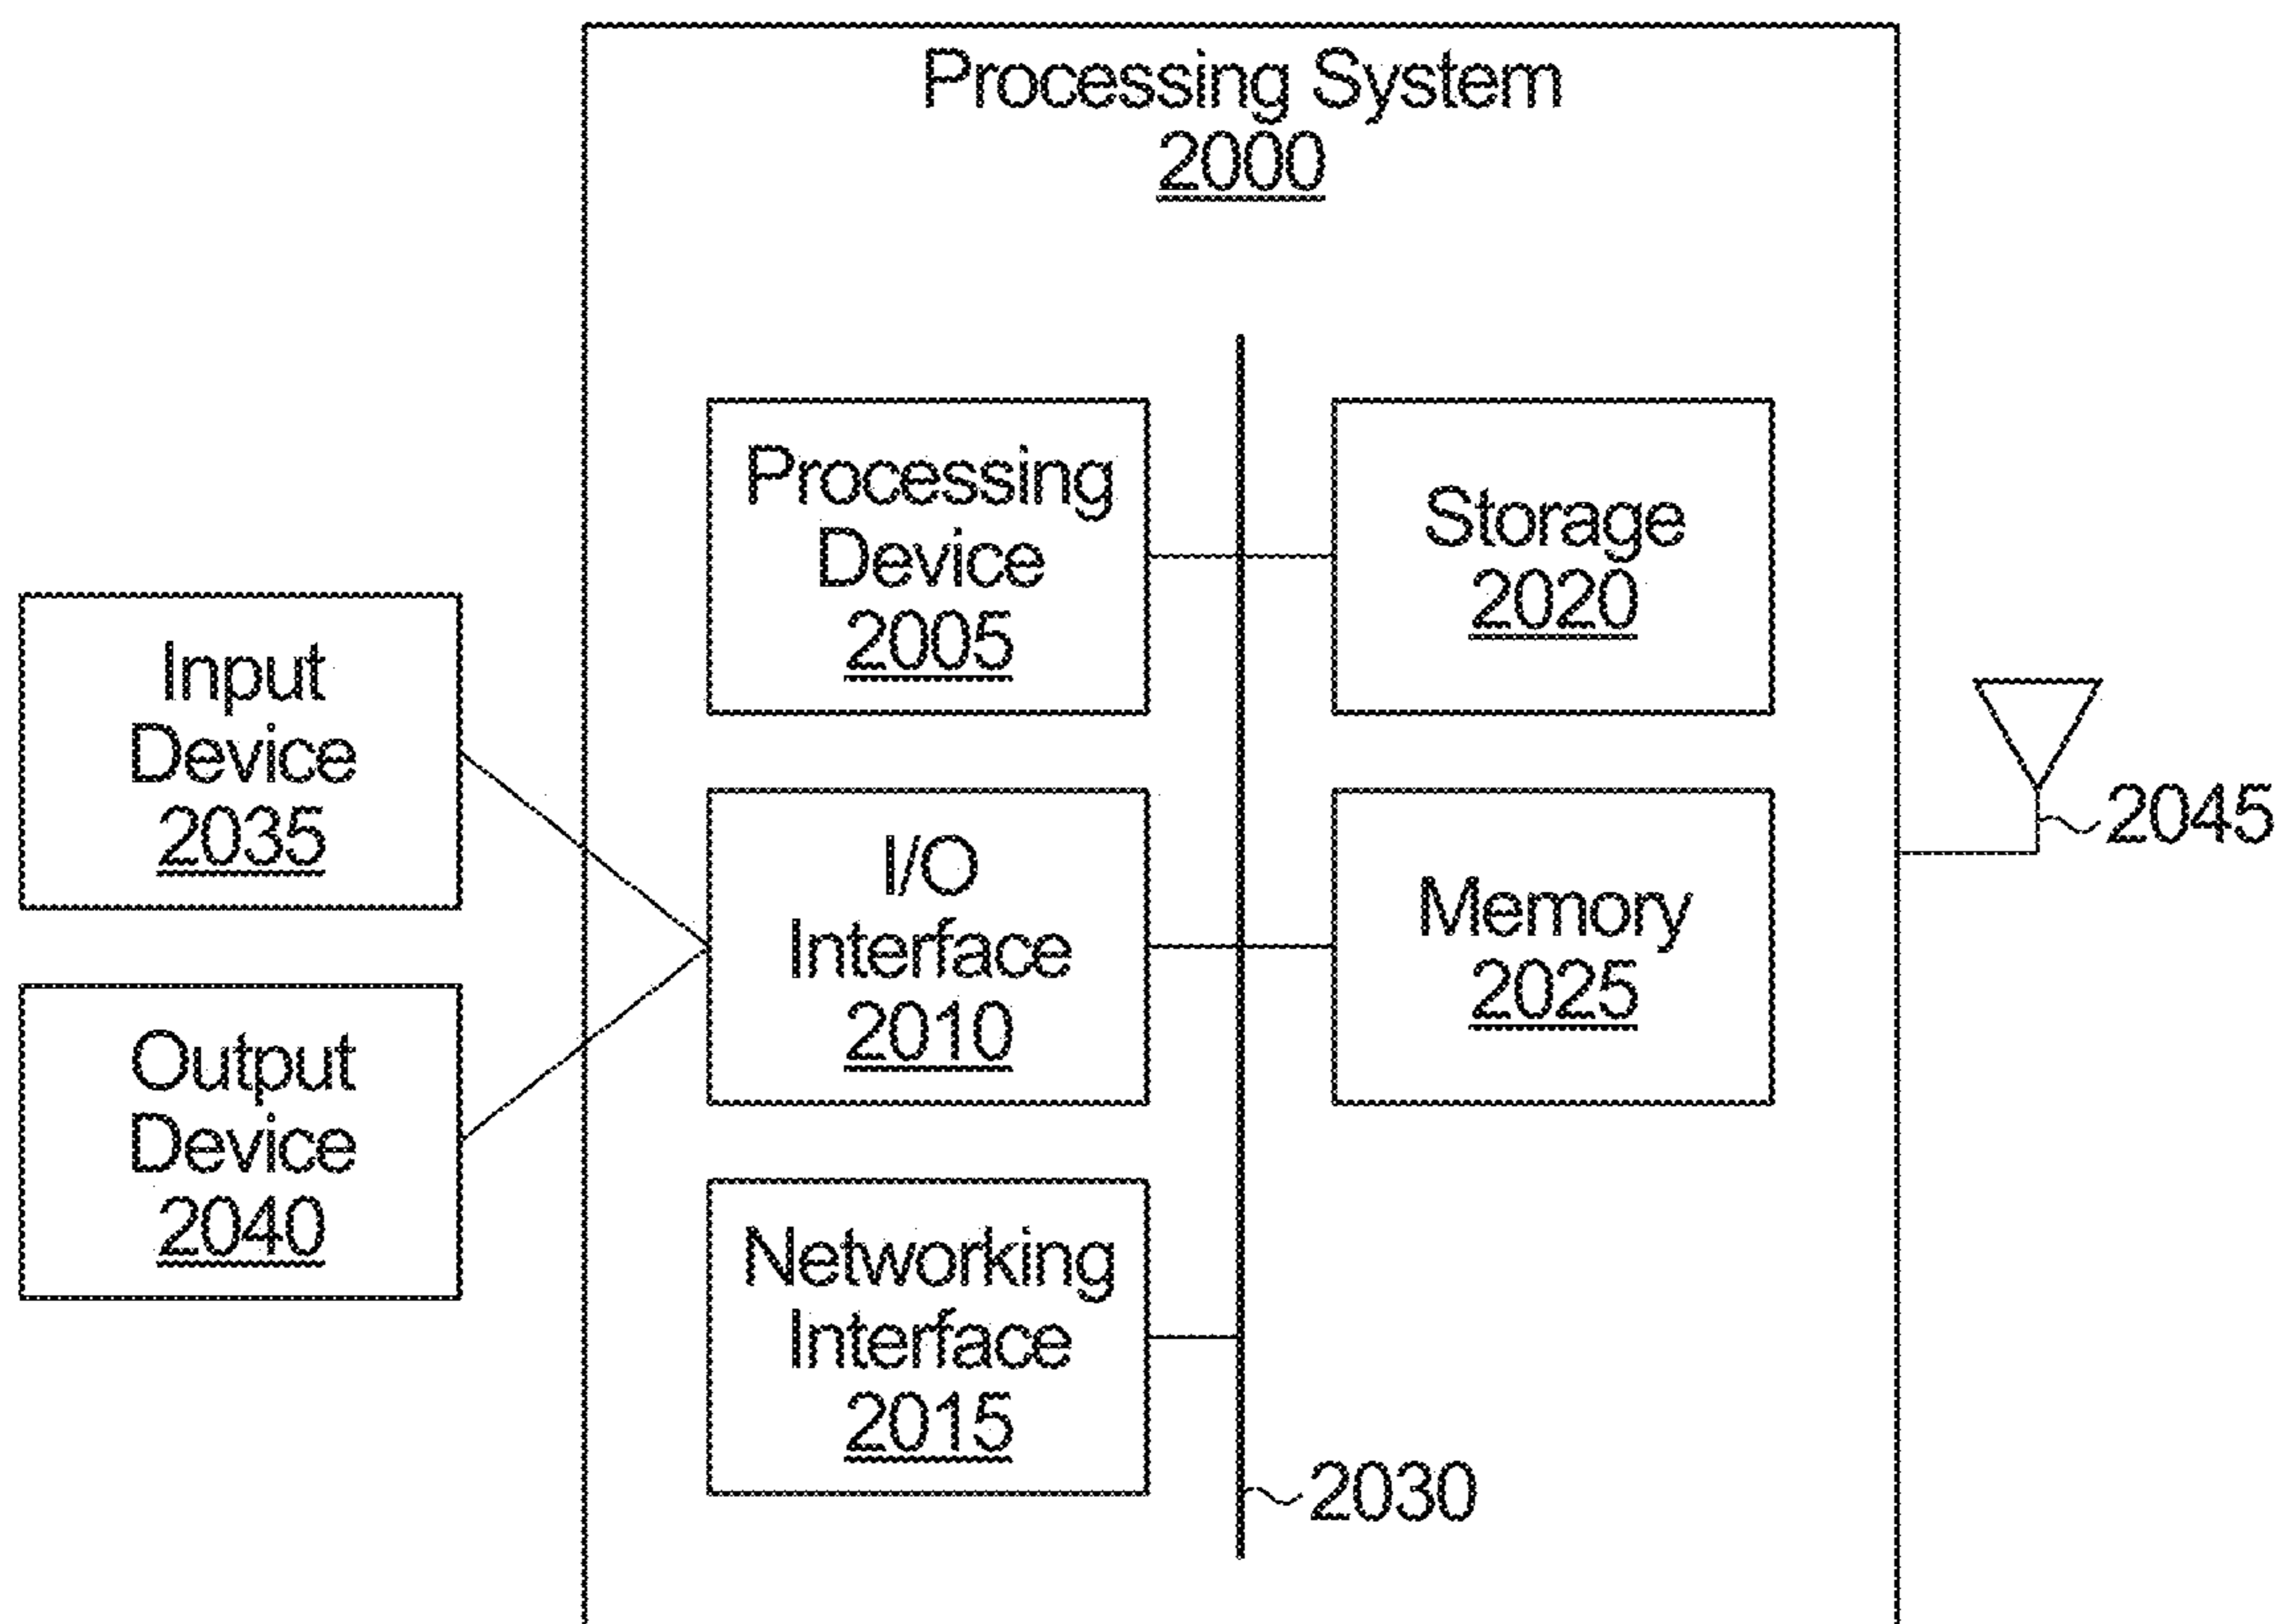 Processing System
2000
Processing
Device
2005
Storage
2020
Input
Device
2035
I/O
Interface
2010
Memory
2025
2045
Output
Device
2040
Networking
Interface
2015
2030